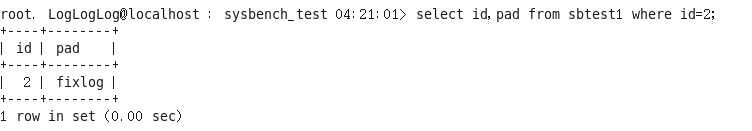 root. LogLogLog@localhost : sysbench_test 04:21:01> select id,pad from sbtest1 where id=2;
+----+--------+
| id | pad    |
+----+--------+
|  2 | fixlog |
+----+--------+
1 row in set (0.00 sec)